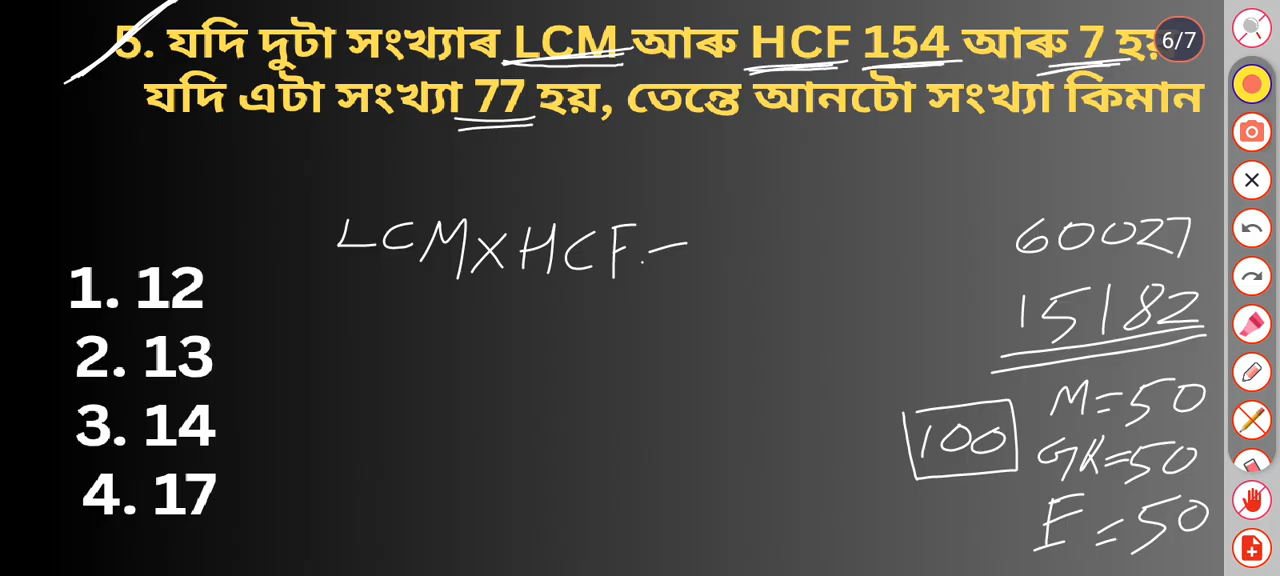 5. যদি দুটা সংখ্যাৰ LCM আৰু HCF 154 আৰু 7 হয়
যদি এটা সংখ্যা 77 হয়, তেন্তে আনটো সংখ্যা কিমান
6/7
LCM X HCF =
1. 12
2. 13
3. 14
4. 17
60027
15182
M=50
100
GK=50
E=50